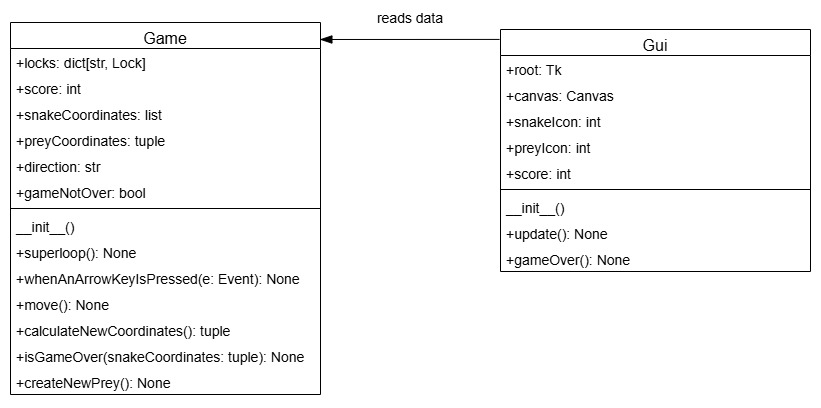 reads data
Game
+locks: dict[str, Lock]
+score: int
+snakeCoordinates: list
+preyCoordinates: tuple
+direction: str
+gameNotOver: bool
__init__()
+superloop(): None
+whenAnArrowKeyIsPressed(e: Event): None
+move(): None
+calculateNewCoordinates(): tuple
+isGameOver(snakeCoordinates: tuple): None
+createNewPrey(): None
Gui
+root: Tk
+canvas: Canvas
+snakeIcon: int
+preyIcon: int
+score: int
__init__()
+update(): None
+gameOver(): None